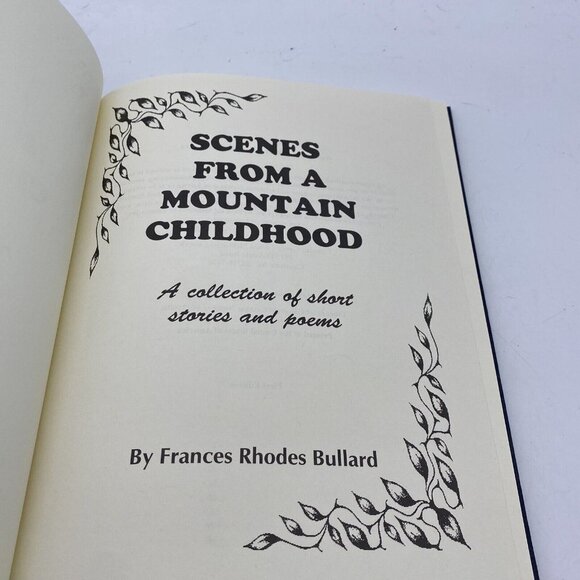 SCENES
FROM A
MOUNTAIN
CHILDHOOD
A collection of short
stories and poems
By Frances Rhodes Bullard